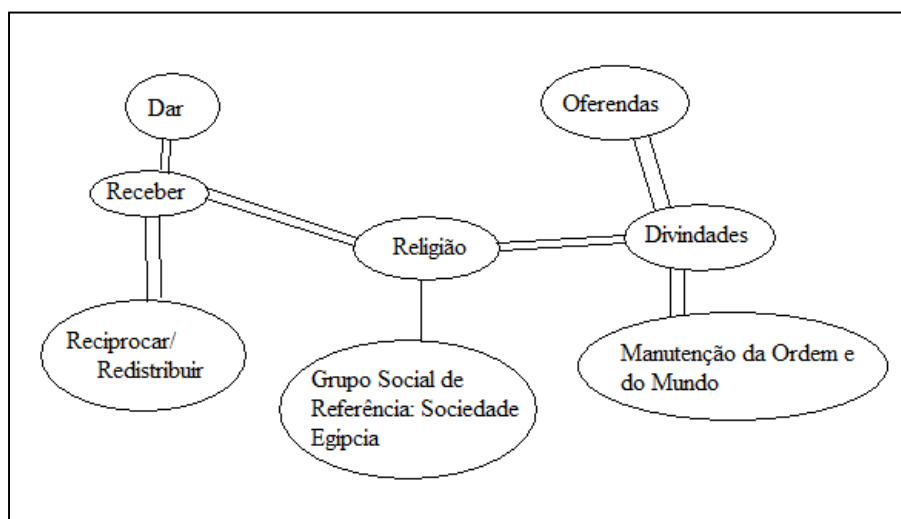 Dar
Oferendas
Receber
Religião
Divindades
Reciprocar/
Redistribuir
Grupo Social de
Referência: Sociedade
Egípcia
Manutenção da Ordem e
do Mundo